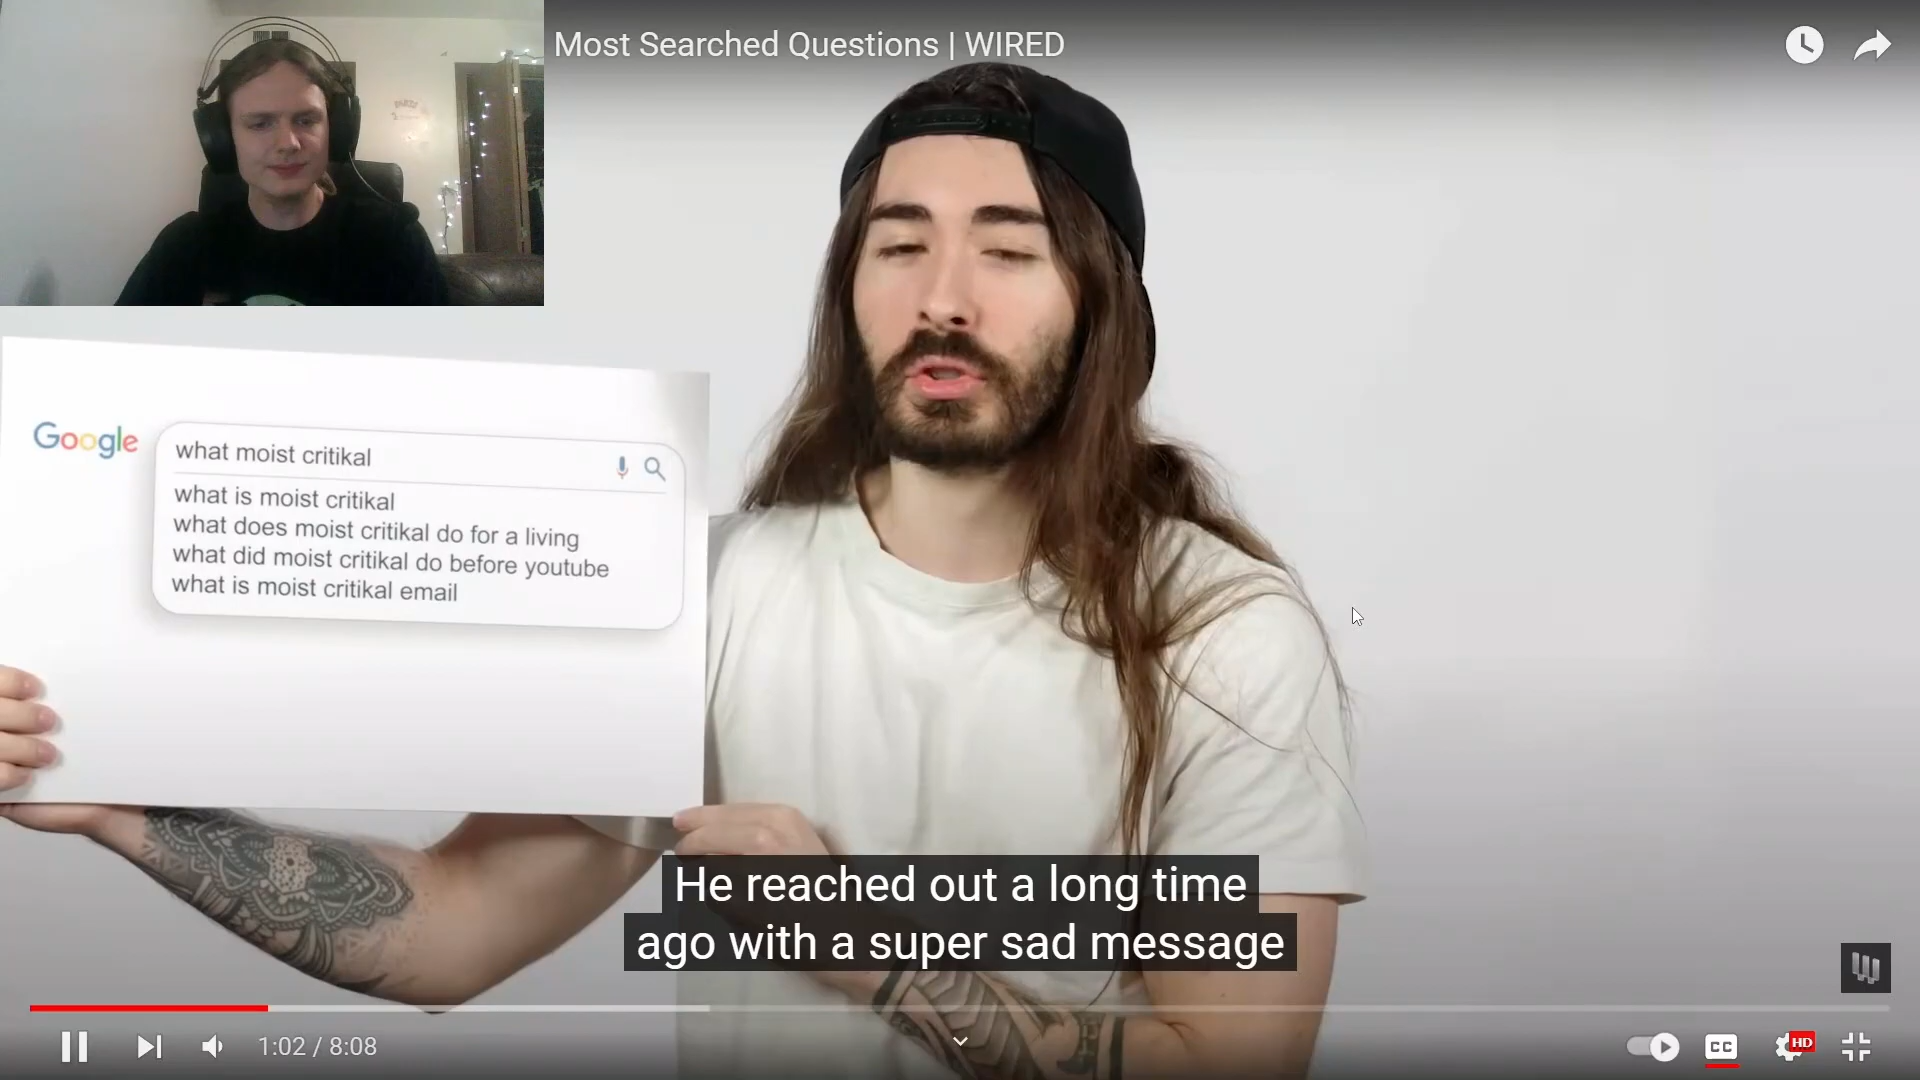 Most Searched Questions | WIRED
Google
what moist critikal
what is moist critikal
what does moist critikal do for a living
what did moist critikal do before youtube
what is moist critikal email
He reached out a long time
ago with a super sad message
1:02 / 8:08
CC
HD